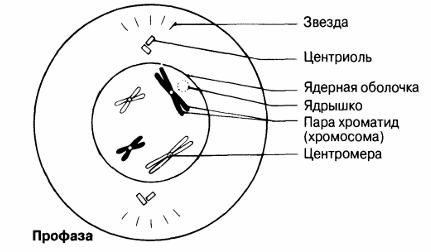 Звезда
Центриоль
Ядерная оболочка
Ядрышко
Пара хроматид
(хромосома)
Центромера
Профаза